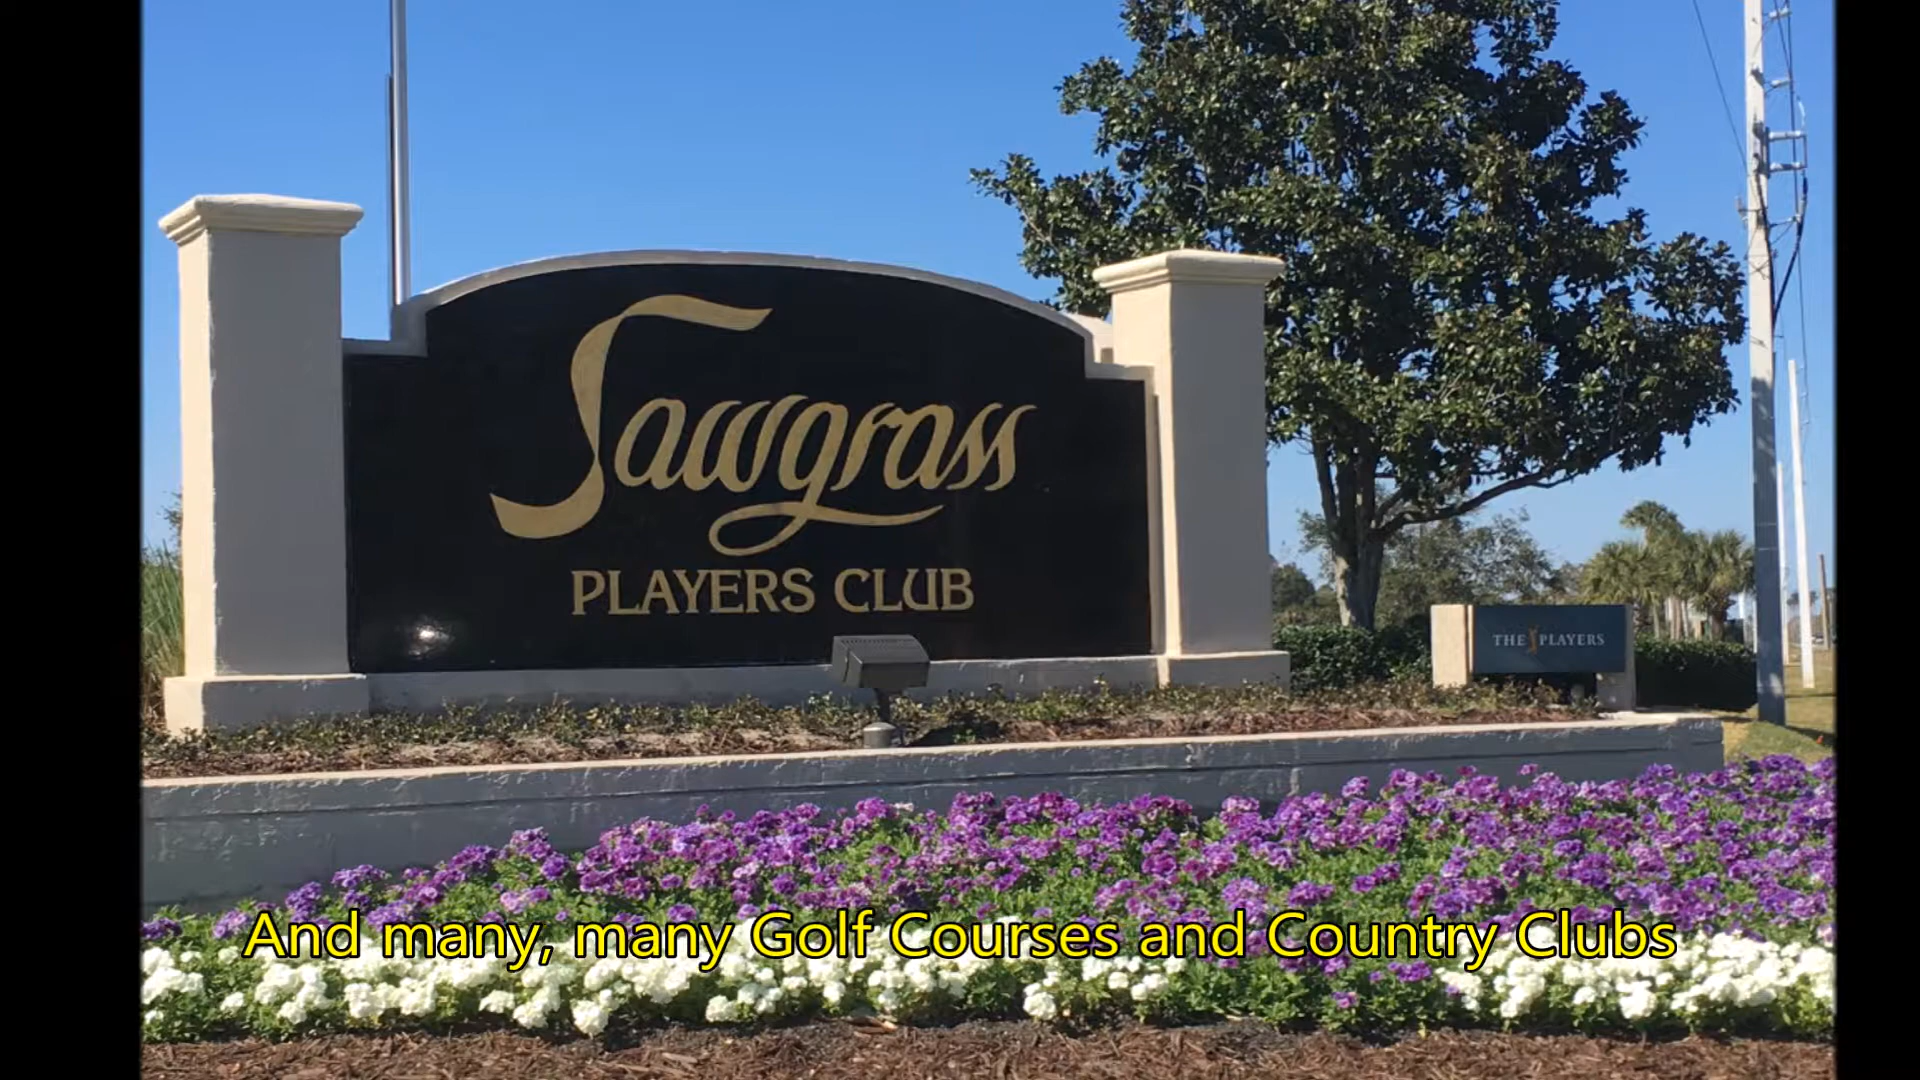 Sawgrass
PLAYERS CLUB
THE PLAYERS
And many, many Golf Courses and Country Clubs